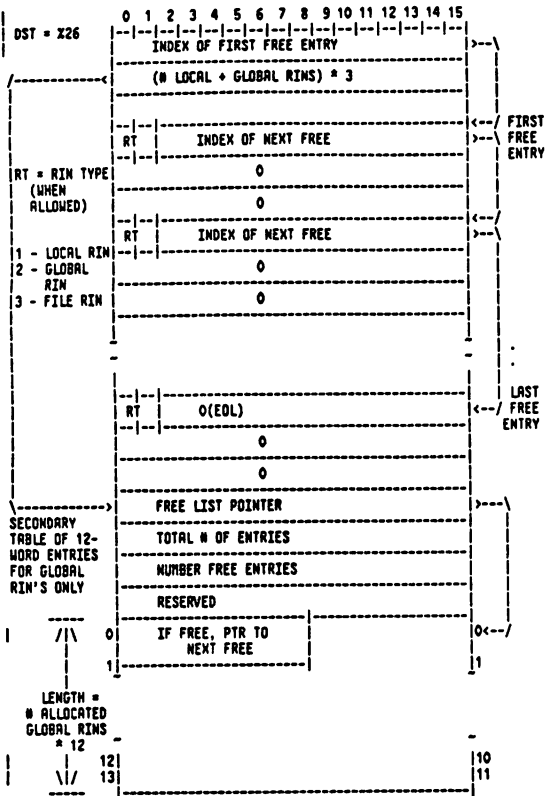 0 1 2 3 4 5 6 7 8 9 10 11 12 13 14 15
DST = %26
INDEX OF FIRST FREE ENTRY
(# LOCAL + GLOBAL RINS) * 3
FIRST
RT INDEX OF NEXT FREE FREE
ENTRY
0
RT = RIN TYPE
(WHEN
ALLOWED)
0
RT INDEX OF NEXT FREE
1 - LOCAL RIN
2 - GLOBAL
RIN
0
3 - FILE RIN
0
LAST
RT 0(EOL) FREE
ENTRY
0
0
FREE LIST POINTER
SECONDARY
TABLE OF 12-
WORD ENTRIES
FOR GLOBAL
RIN'S ONLY
TOTAL # OF ENTRIES
NUMBER FREE ENTRIES
RESERVED
0 IF FREE, PTR TO 0
NEXT FREE
1 1
LENGTH =
# ALLOCATED
GLOBAL RINS
* 12
12 10
13 11